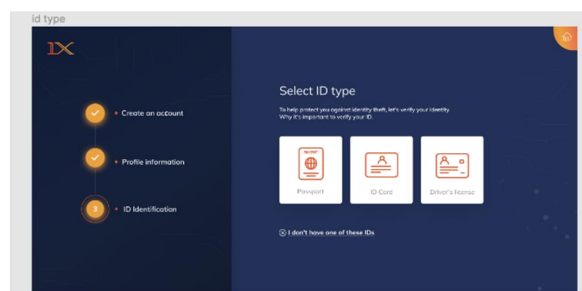 id type
1X
Create an account
Profile information
3
ID Identification
Select ID type
To help protect you against identity theft, let's verify your identity.
Why it's important to verify your ID.
Passport
ID Card
Driver's license
I don't have one of these IDs